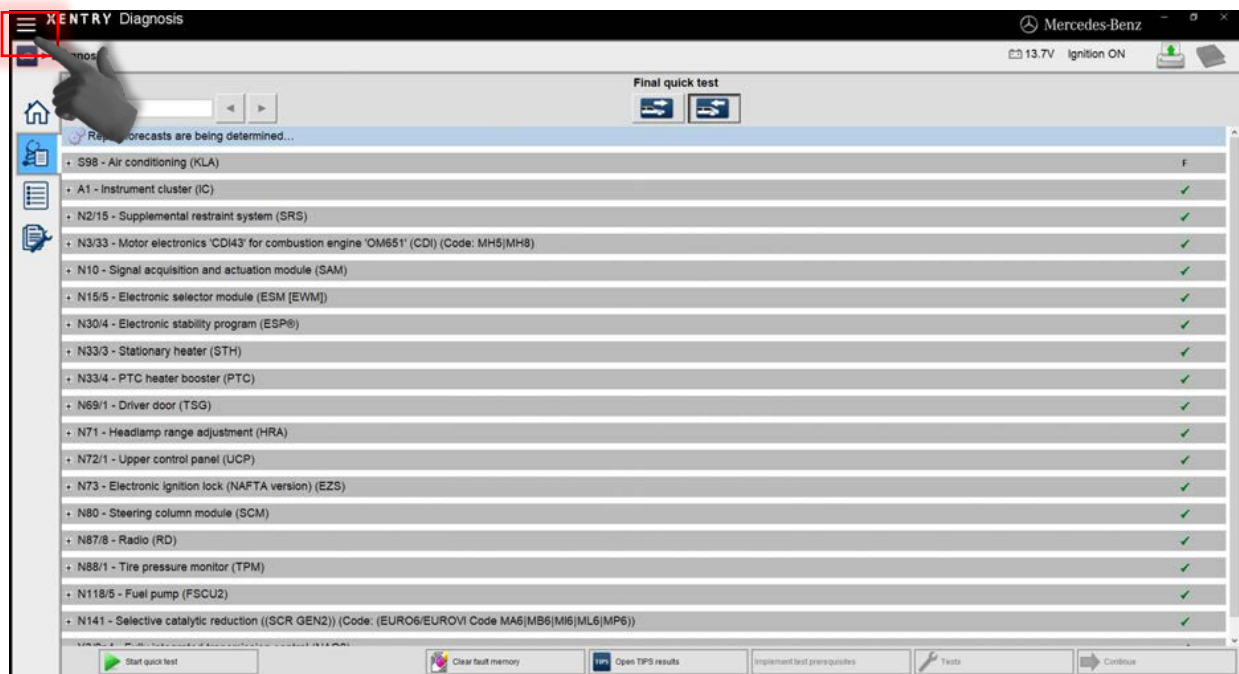 XENTRY Diagnosis
Mercedes-Benz
13.7V Ignition ON
Final quick test
forecasts are being determined...
+ S98 - Air conditioning (KLA) F
+ A1 - Instrument cluster (IC)
+ N2/15 - Supplemental restraint system (SRS)
+ N3/33 - Motor electronics 'CDI43' for combustion engine 'OM651' (CDI) (Code: MH5|MH8)
+ N10 - Signal acquisition and actuation module (SAM)
+ N15/5 - Electronic selector module (ESM [EWM])
+ N30/4 - Electronic stability program (ESP®)
+ N33/3 - Stationary heater (STH)
+ N33/4 - PTC heater booster (PTC)
+ N69/1 - Driver door (TSG)
+ N71 - Headlamp range adjustment (HRA)
+ N72/1 - Upper control panel (UCP)
+ N73 - Electronic ignition lock (NAFTA version) (EZS)
+ N80 - Steering column module (SCM)
+ N87/8 - Radio (RD)
+ N88/1 - Tire pressure monitor (TPM)
+ N118/5 - Fuel pump (FSCU2)
+ N141 - Selective catalytic reduction ((SCR GEN2)) (Code: (EURO6/EUROVI Code MA6|MB6|MI6|ML6|MP6))
Start quick test
Clear fault memory
TIPS Open TIPS results
Implement test prerequisites
Tests
Continue